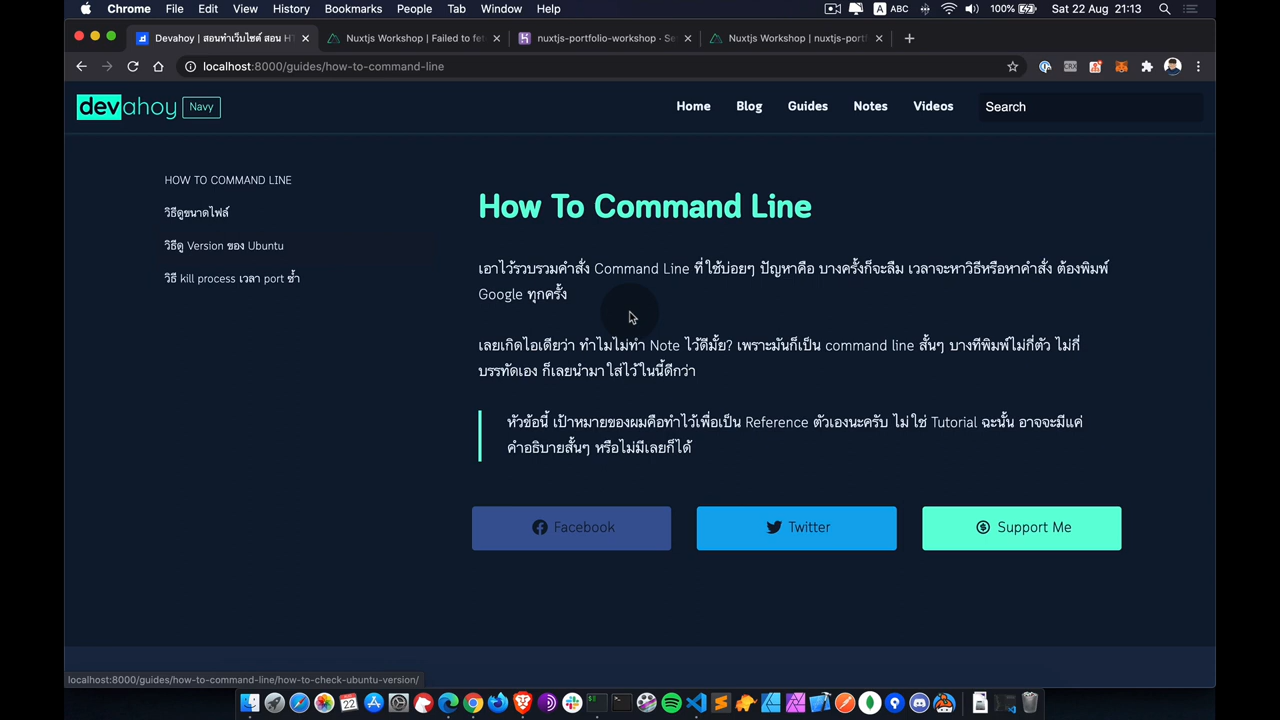 Chrome File Edit View History Bookmarks People Tab Window Help
A ABC 100% Sat 22 Aug 21:13
Devahoy | สอนทำเว็บไซต์ สอน HT
Nuxtjs Workshop | Failed to fet
nuxtjs-portfolio-workshop · Se
Nuxtjs Workshop | nuxtjs-portf
localhost:8000/guides/how-to-command-line
devahoy Navy
Home Blog Guides Notes Videos Search
HOW TO COMMAND LINE
วิธีดูขนาดไฟล์
วิธีดู Version ของ Ubuntu
วิธี kill process เวลา port ซ้ำ
How To Command Line
เอาไว้รวบรวมคำสั่ง Command Line ที่ใช้บ่อยๆ ปัญหาคือ บางครั้งก็จะลืม เวลาจะหาวิธีหรือหาคำสั่ง ต้องพิมพ์
Google ทุกครั้ง
เลยเกิดไอเดียว่า ทำไมไม่ทำ Note ไว้ดีมั้ย? เพราะมันก็เป็น command line สั้นๆ บางทีพิมพ์ไม่กี่ตัว ไม่กี่
บรรทัดเอง ก็เลยนำมาใส่ไว้ในนี้ดีกว่า
หัวข้อนี้ เป้าหมายของผมคือทำไว้เพื่อเป็น Reference ตัวเองนะครับ ไม่ใช่ Tutorial ฉะนั้น อาจจะมีแค่
คำอธิบายสั้นๆ หรือไม่มีเลยก็ได้
Facebook Twitter Support Me
localhost:8000/guides/how-to-command-line/how-to-check-ubuntu-version/
22